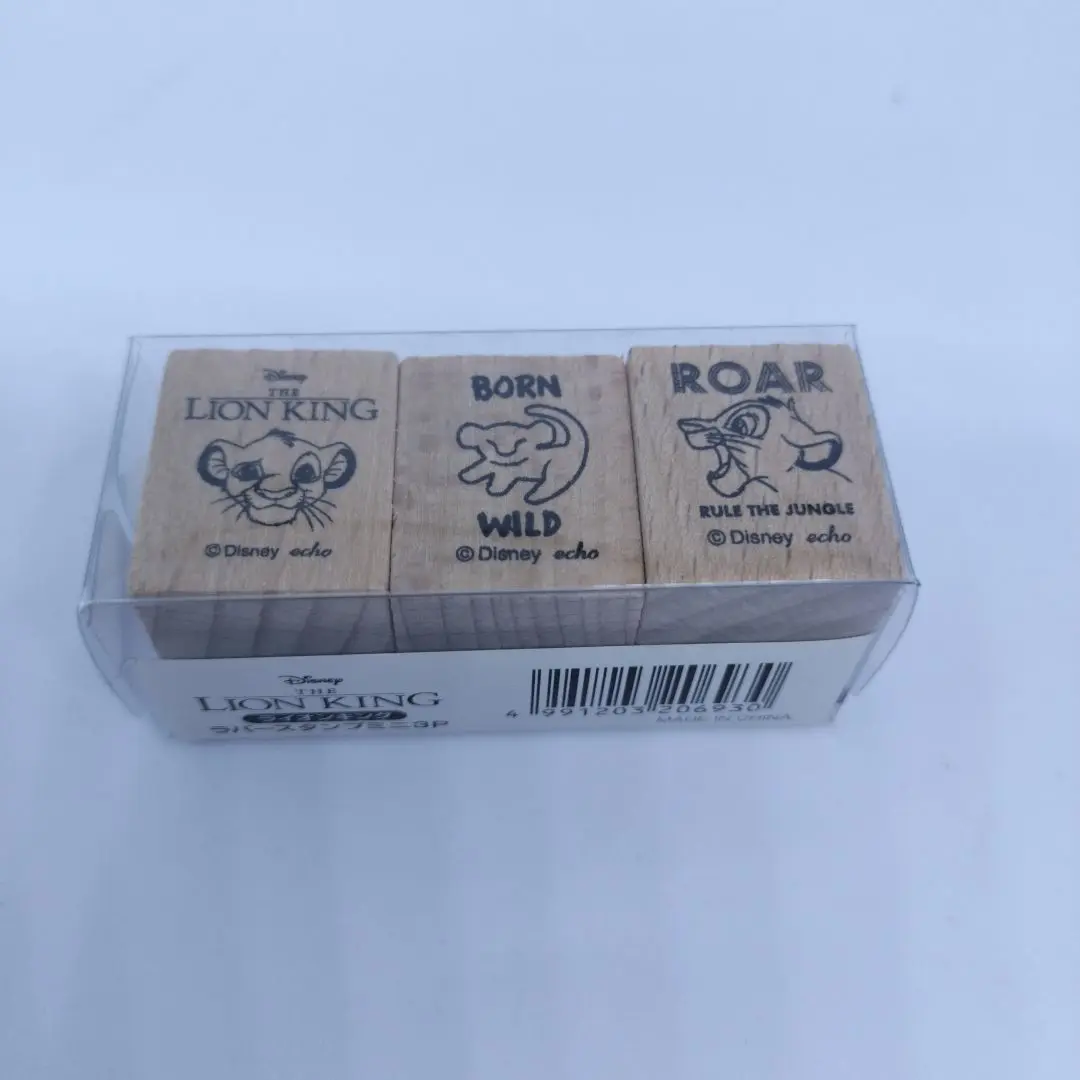 Disney
THE
LION KING
©Disney echo
BORN
WILD
©Disney echo
ROAR
RULE THE JUNGLE
©Disney echo
Disney
THE
LION KING
ライオンキング
ラバースタンプミニ3P
4 991203 206930
MADE IN CHINA